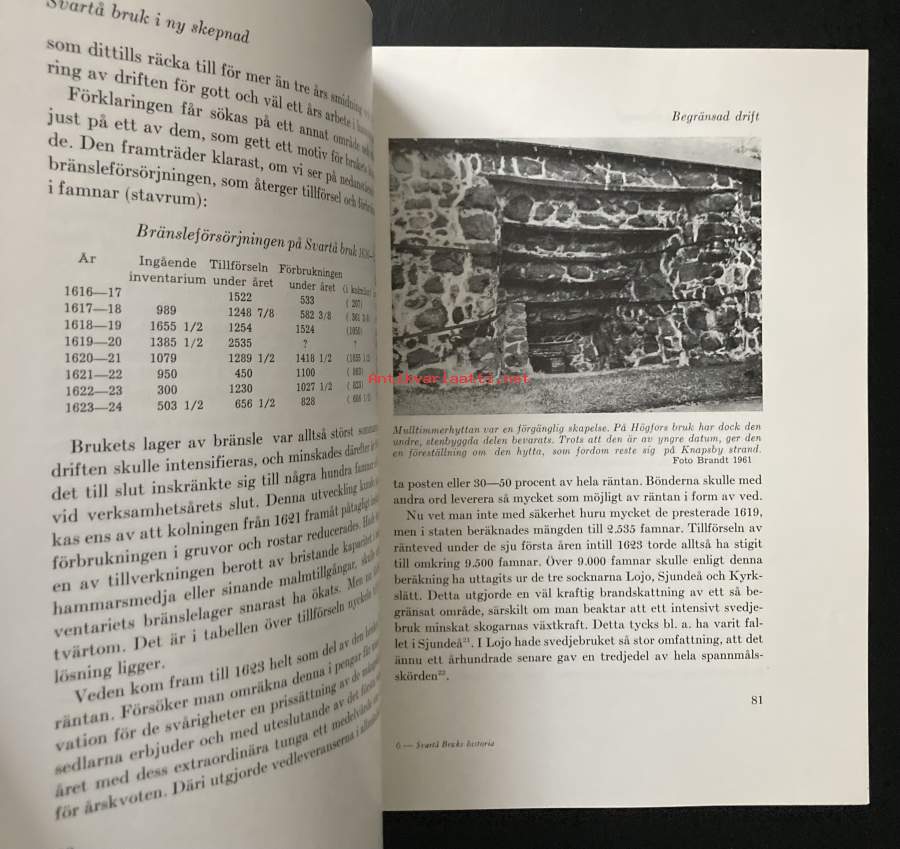 Svartå bruk i ny skepnad
som dittills räcka till för mer än tre års smidning
ring av driften för gott och väl ett års arbete i
Förklaringen får sökas på ett annat område
just på ett av dem, som gett ett motiv för brukets
de. Den framträder klarast, om vi ser på nedanstående
bränsleförsörjningen, som återger tillförsel och
i famnar (stavrum):
Bränsleförsörjningen på Svartå bruk 1616—
År Ingående inventarium Tillförseln under året Förbrukningen under året
1616—17 1522 533 ( 207)
1617—18 989 1248 7/8 582 3/8
1618—19 1655 1/2 1254 1524
1619—20 1385 1/2 2535 ? ?
1620—21 1079 1289 1/2 1418 1/2
1621—22 950 450 1100
1622—23 300 1230 1027 1/2
1623—24 503 1/2 656 1/2 828
Brukets lager av bränsle var alltså störst
driften skulle intensifieras, och minskades därefter
det till slut inskränkte sig till några hundra famnar
vid verksamhetsårets slut. Denna utveckling kunde
kas ens av att kolningen från 1621 framåt påtagligt
förbrukningen i gruvor och rostar reducerades.
en av tillverkningen berott av bristande kapacitet i
hammarsmedja eller sinande malmtillgångar, skulle
ventariets bränslelager snarast ha ökats. Men
tvärtom. Det är i tabellen över tillförseln nyckeln
lösning ligger.
Veden kom fram till 1623 helt som del av den
räntan. Försöker man omräkna denna i pengar
vation för de svårigheter en prissättning av de
sedlarna erbjuder och med uteslutande av det första
året med dess extraordinära tunga ett medelvärde
för årskvoten. Däri utgjorde vedleveranserna i
Begränsad drift
Antikvariaatti.net
Mulltimmerhyttan var en förgänglig skapelse. På Högfors bruk har dock den
undre, stenbyggda delen bevarats. Trots att den är av yngre datum, ger den
en föreställning om den hytta, som fordom reste sig på Knapsby strand.
Foto Brandt 1961
ta posten eller 30—50 procent av hela räntan. Bönderna skulle med
andra ord leverera så mycket som möjligt av räntan i form av ved.
Nu vet man inte med säkerhet huru mycket de presterade 1619,
men i staten beräknades mängden till 2.535 famnar. Tillförseln av
ränteved under de sju första åren intill 1623 torde alltså ha stigit
till omkring 9.500 famnar. Över 9.000 famnar skulle enligt denna
beräkning ha uttagits ur de tre socknarna Lojo, Sjundeå och Kyrk-
slätt. Detta utgjorde en väl kraftig brandskattning av ett så be-
gränsat område, särskilt om man beaktar att ett intensivt svedje-
bruk minskat skogarnas växtkraft. Detta tycks bl. a. ha varit fal-
let i Sjundeå²¹. I Lojo hade svedjebruket så stor omfattning, att det
ännu ett århundrade senare gav en tredjedel av hela spannmåls-
skörden²².
81
6 — Svartå Bruks historia